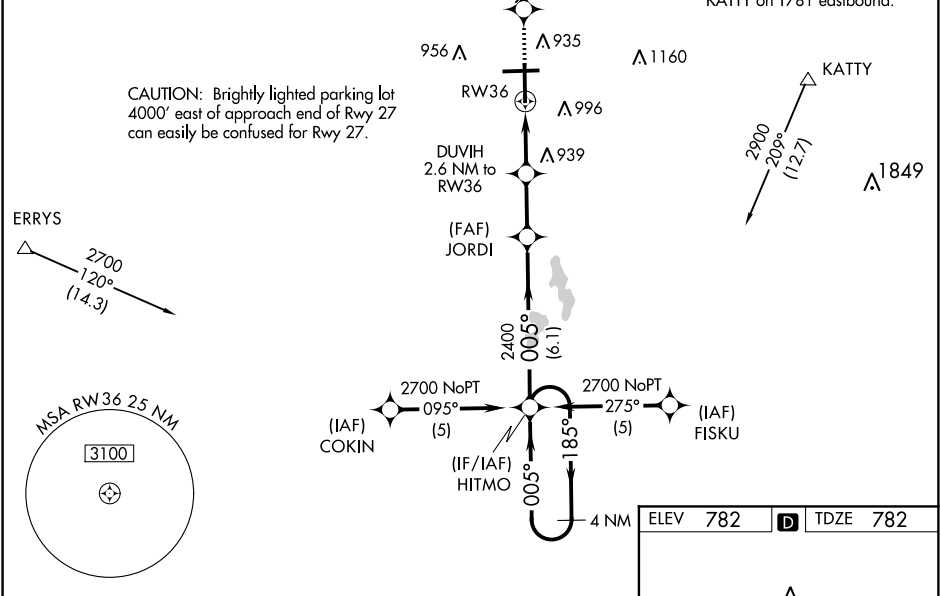 KATTY on T781 eastbound.
956
935
1160
KATTY
RW36
CAUTION: Brightly lighted parking lot
4000' east of approach end of Rwy 27
can easily be confused for Rwy 27.
996
2900
209°
(12.7)
DUVIH
2.6 NM to
RW36
939
1849
ERRYS
2700
120°
(14.3)
(FAF)
JORDI
2400
005°
(6.1)
2700 NoPT
095°
(5)
2700 NoPT
275°
(5)
(IAF)
COKIN
(IAF)
FISKU
MSA RW36 25 NM
3100
(IF/IAF)
HITMO
005°
185°
4 NM
ELEV 782 D TDZE 782